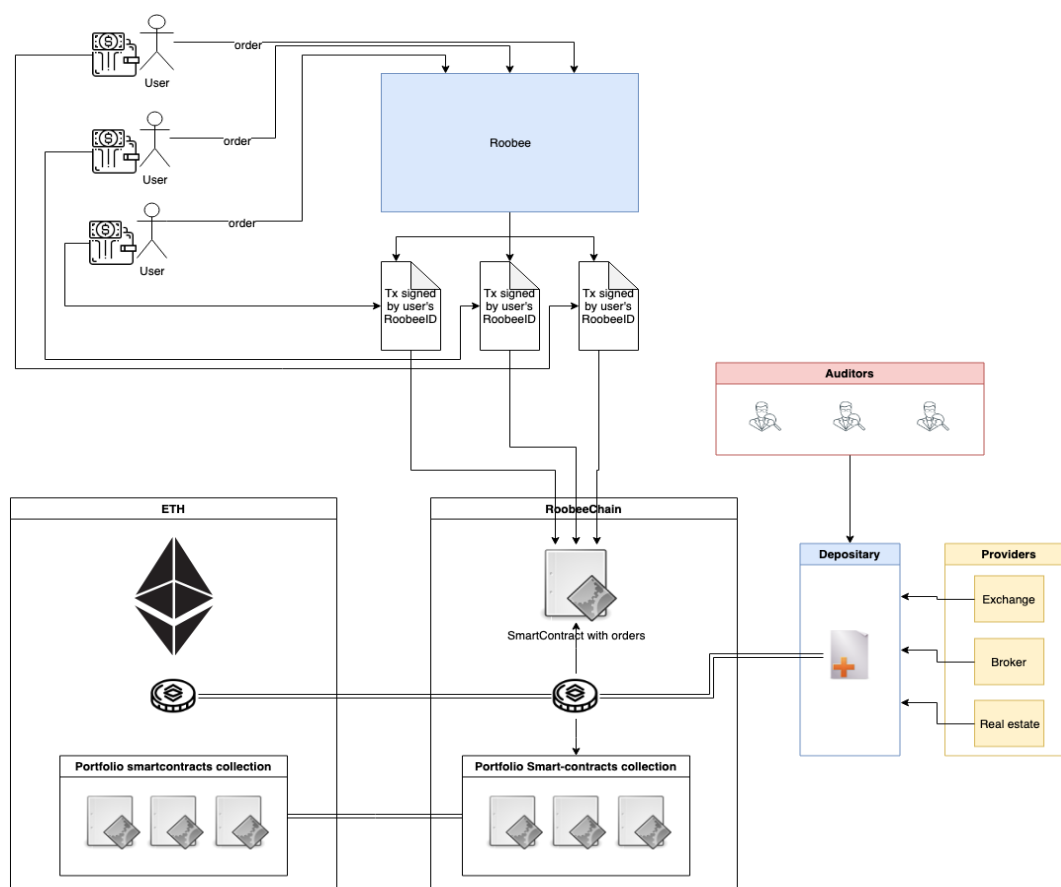 order
User
Roobee
order
User
order
User
Tx signed
by user's
RoobeeID
Tx signed
by user's
RoobeeID
Tx signed
by user's
RoobeeID
Auditors
ETH
RoobeeChain
SmartContract with orders
Depositary
Providers
Exchange
Broker
Real estate
Portfolio smartcontracts collection
Portfolio Smart-contracts collection